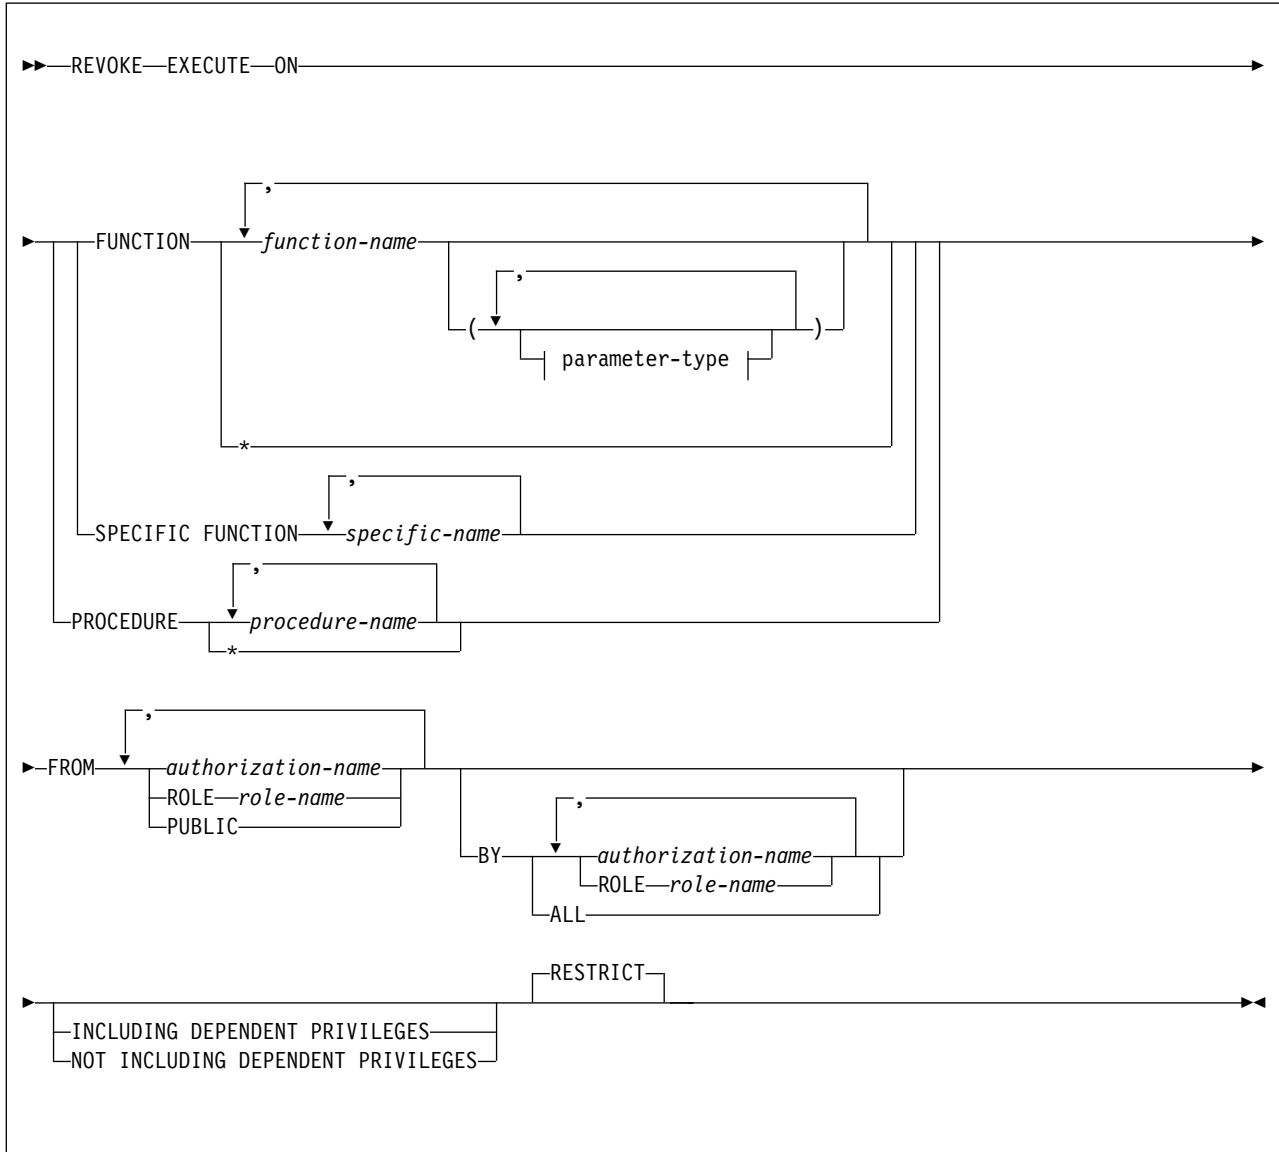 REVOKE EXECUTE ON
,
FUNCTION function-name
,
( )
parameter-type
*
,
SPECIFIC FUNCTION specific-name
,
PROCEDURE procedure-name
*
,
FROM authorization-name
ROLE role-name
,
PUBLIC
BY authorization-name
ROLE role-name
ALL
RESTRICT
INCLUDING DEPENDENT PRIVILEGES
NOT INCLUDING DEPENDENT PRIVILEGES